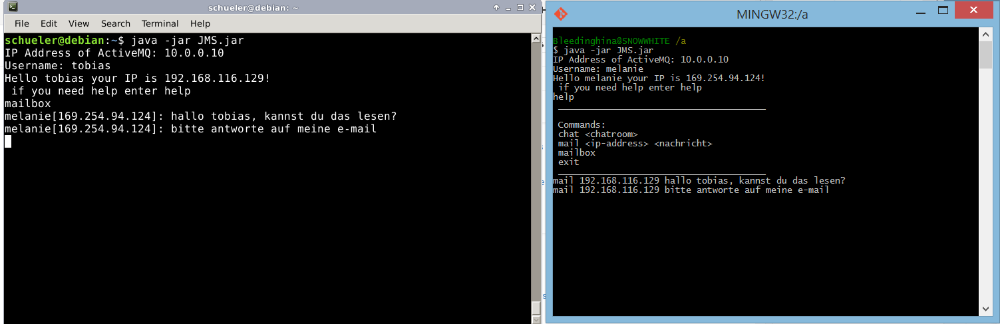 schueler@debian: ~
File Edit View Search Terminal Help
schueler@debian:~$ java -jar JMS.jar
IP Address of ActiveMQ: 10.0.0.10
Username: tobias
Hello tobias your IP is 192.168.116.129!
if you need help enter help
mailbox
melanie[169.254.94.124]: hallo tobias, kannst du das lesen?
melanie[169.254.94.124]: bitte antworte auf meine e-mail
MINGW32:/a
Bleedinghina@SNOWWHITE /a
$ java -jar JMS.jar
IP Address of ActiveMQ: 10.0.0.10
Username: melanie
Hello melanie your IP is 169.254.94.124!
if you need help enter help
help
Commands:
chat <chatroom>
mail <ip-address> <nachricht>
mailbox
exit
mail 192.168.116.129 hallo tobias, kannst du das lesen?
mail 192.168.116.129 bitte antworte auf meine e-mail